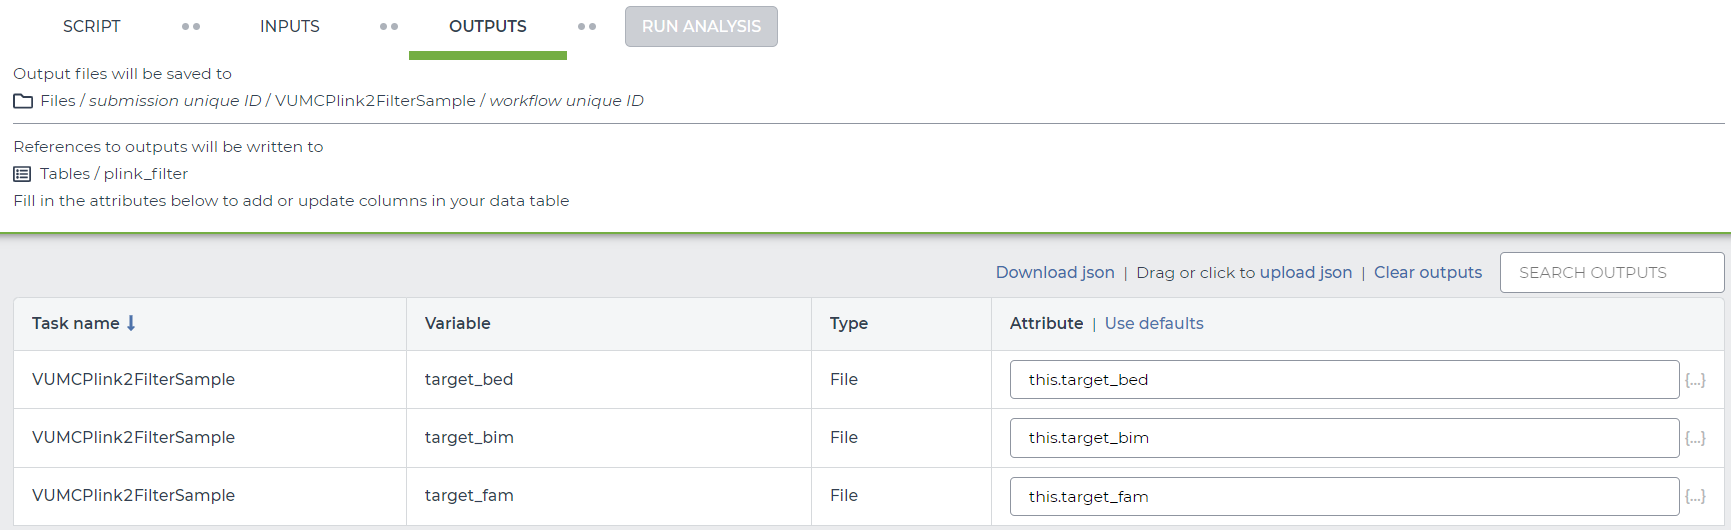 SCRIPT INPUTS OUTPUTS RUN ANALYSIS
Output files will be saved to
Files / submission unique ID / VUMCPlink2FilterSample / workflow unique ID
References to outputs will be written to
Tables / plink_filter
Fill in the attributes below to add or update columns in your data table
Download json | Drag or click to upload json | Clear outputs SEARCH OUTPUTS
Task name Variable Type Attribute | Use defaults
VUMCPlink2FilterSample target_bed File this.target_bed {...}
VUMCPlink2FilterSample target_bim File this.target_bim {...}
VUMCPlink2FilterSample target_fam File this.target_fam {...}